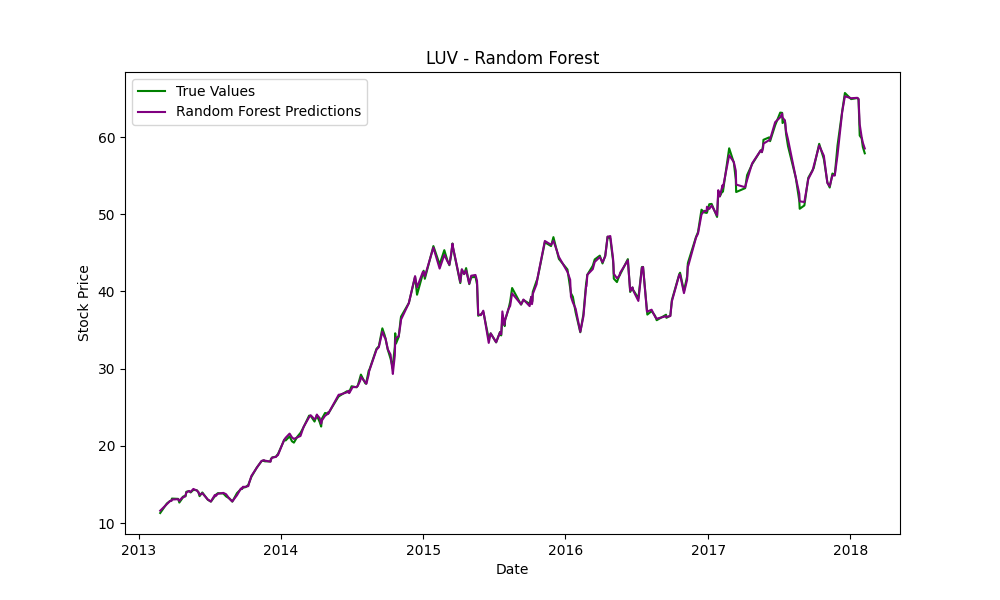 LUV - Random Forest
True Values
Random Forest Predictions
Stock Price
60
50
40
30
20
10
2013 2014 2015 2016 2017 2018
Date